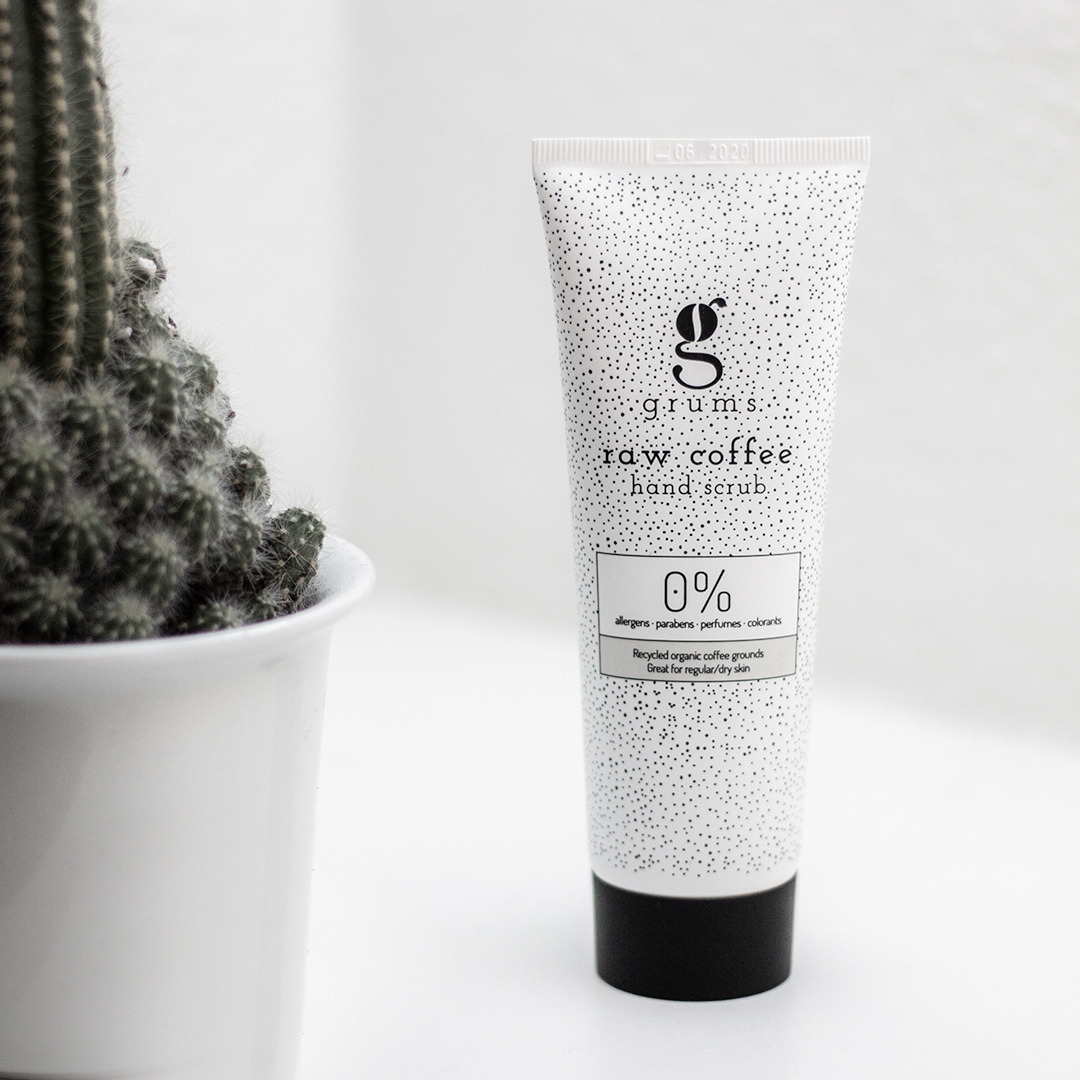 06. 2020
g
grums.
raw coffee
hand scrub.
0%
allergens · parabens · perfumes · colorants
Recycled organic coffee grounds
Great for regular/dry skin